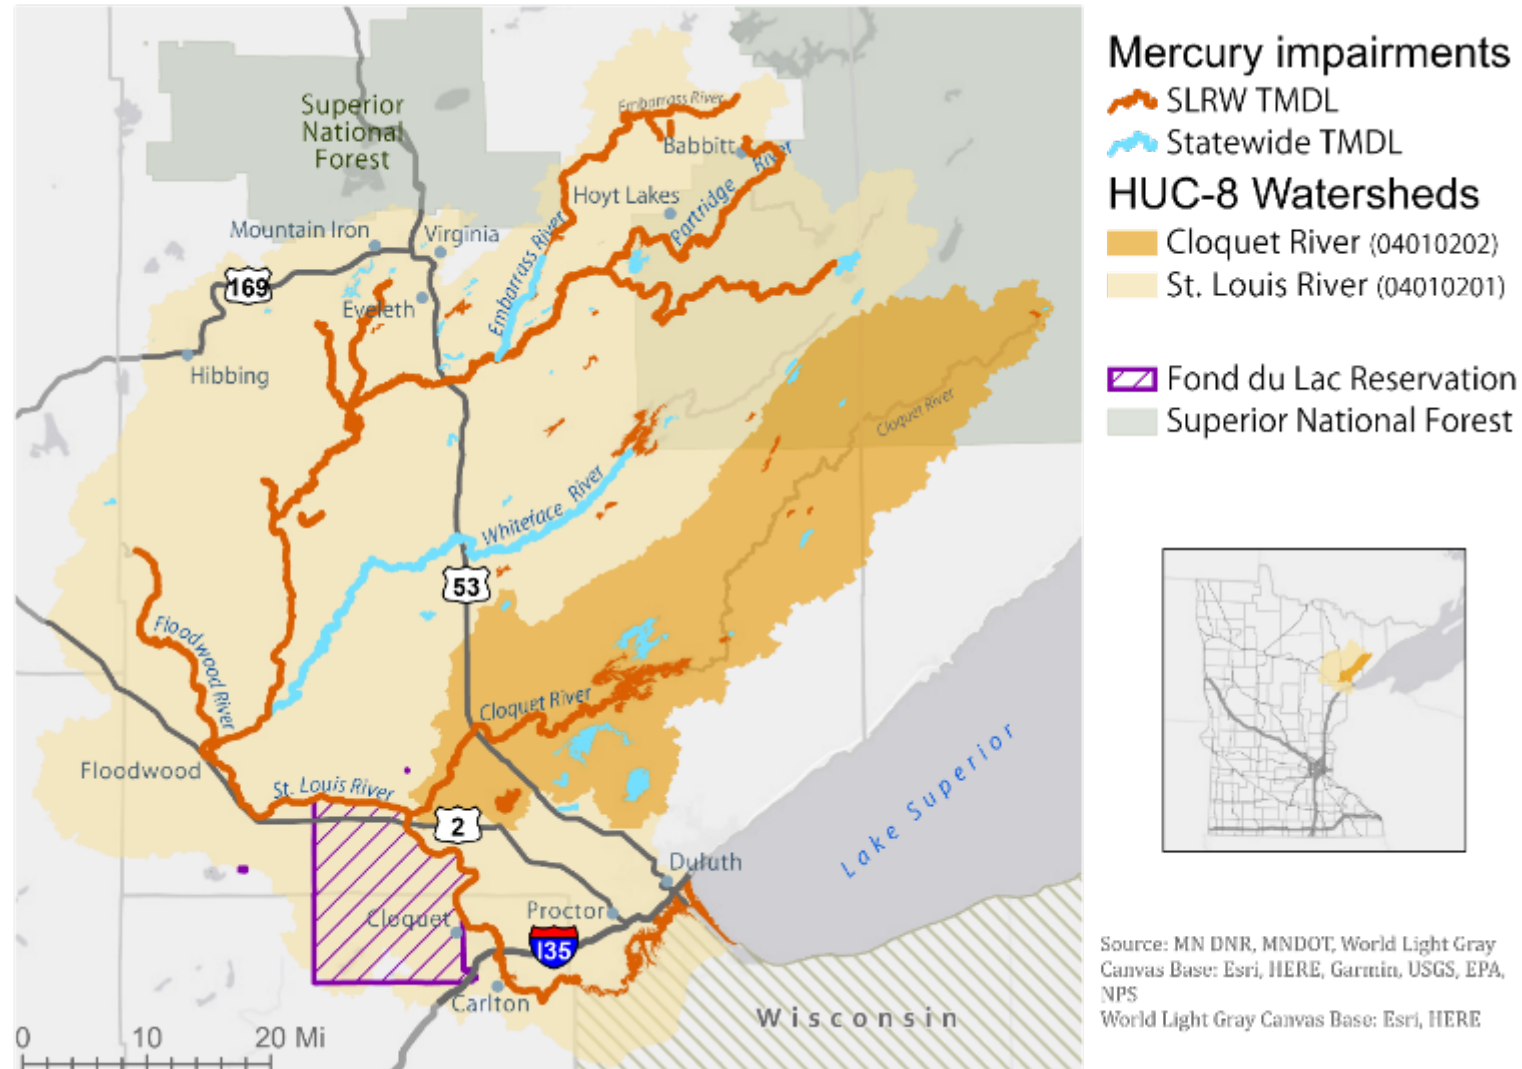 Superior
National
Forest
Embarrass River
Babbitt
Partridge River
Hoyt Lakes
Mountain Iron
Virginia
Embarrass River
169
Eveleth
Hibbing
Cloquet River
Whiteface River
53
Floodwood River
Cloquet River
Floodwood
St. Louis River
2
Lake Superior
Duluth
Cloquet
Proctor
I35
Carlton
Wisconsin
0 10 20 Mi
Mercury impairments
SLRW TMDL
Statewide TMDL
HUC-8 Watersheds
Cloquet River (04010202)
St. Louis River (04010201)
Fond du Lac Reservation
Superior National Forest
Source: MN DNR, MNDOT, World Light Gray
Canvas Base: Esri, HERE, Garmin, USGS, EPA,
NPS
World Light Gray Canvas Base: Esri, HERE